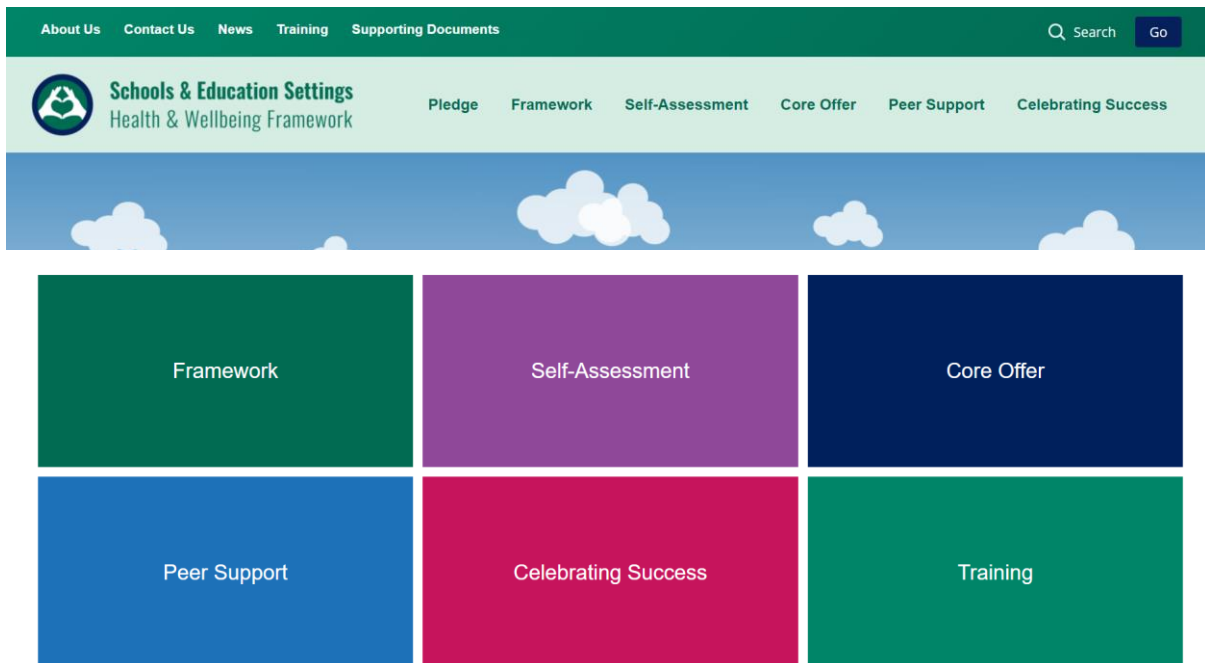 About Us Contact Us News Training Supporting Documents Search Go
Schools & Education Settings
Health & Wellbeing Framework
Pledge Framework Self-Assessment Core Offer Peer Support Celebrating Success
Framework Self-Assessment Core Offer
Peer Support Celebrating Success Training